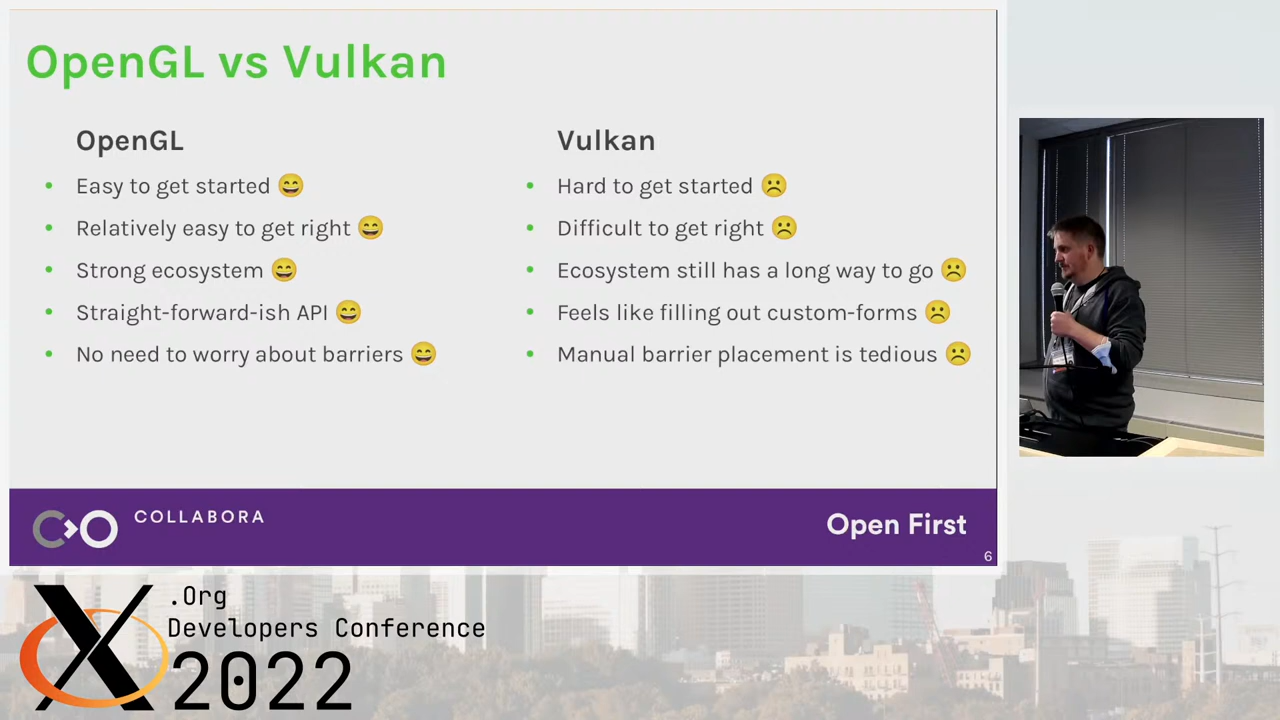 OpenGL vs Vulkan
OpenGL
• Easy to get started 😄
• Relatively easy to get right 😄
• Strong ecosystem 😄
• Straight-forward-ish API 😄
• No need to worry about barriers 😄
Vulkan
• Hard to get started ☹️
• Difficult to get right ☹️
• Ecosystem still has a long way to go ☹️
• Feels like filling out custom-forms ☹️
• Manual barrier placement is tedious ☹️
COLLABORA
Open First
6
X.Org
Developers Conference
2022